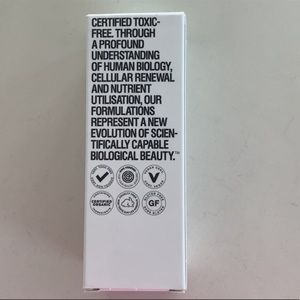 CERTIFIED TOXIC-
FREE. THROUGH
A PROFOUND
UNDERSTANDING
OF HUMAN BIOLOGY,
CELLULAR RENEWAL
AND NUTRIENT
UTILISATION, OUR
FORMULATIONS
REPRESENT A NEW
EVOLUTION OF SCIEN-
TIFICALLY CAPABLE
BIOLOGICAL BEAUTY.™
V
CERTIFIED
ORGANIC
GF